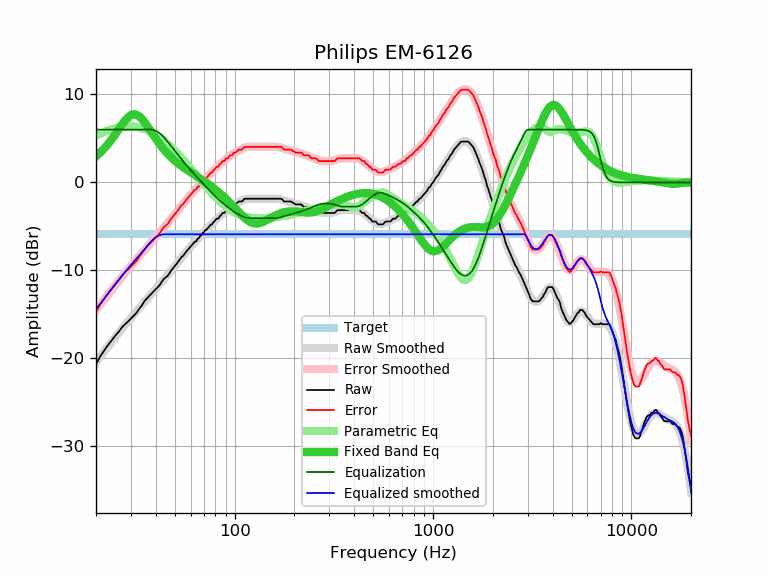 Philips EM-6126
Amplitude (dBr)
10
0
−10
−20
−30
Target
Raw Smoothed
Error Smoothed
Raw
Error
Parametric Eq
Fixed Band Eq
Equalization
Equalized smoothed
100
1000
10000
Frequency (Hz)